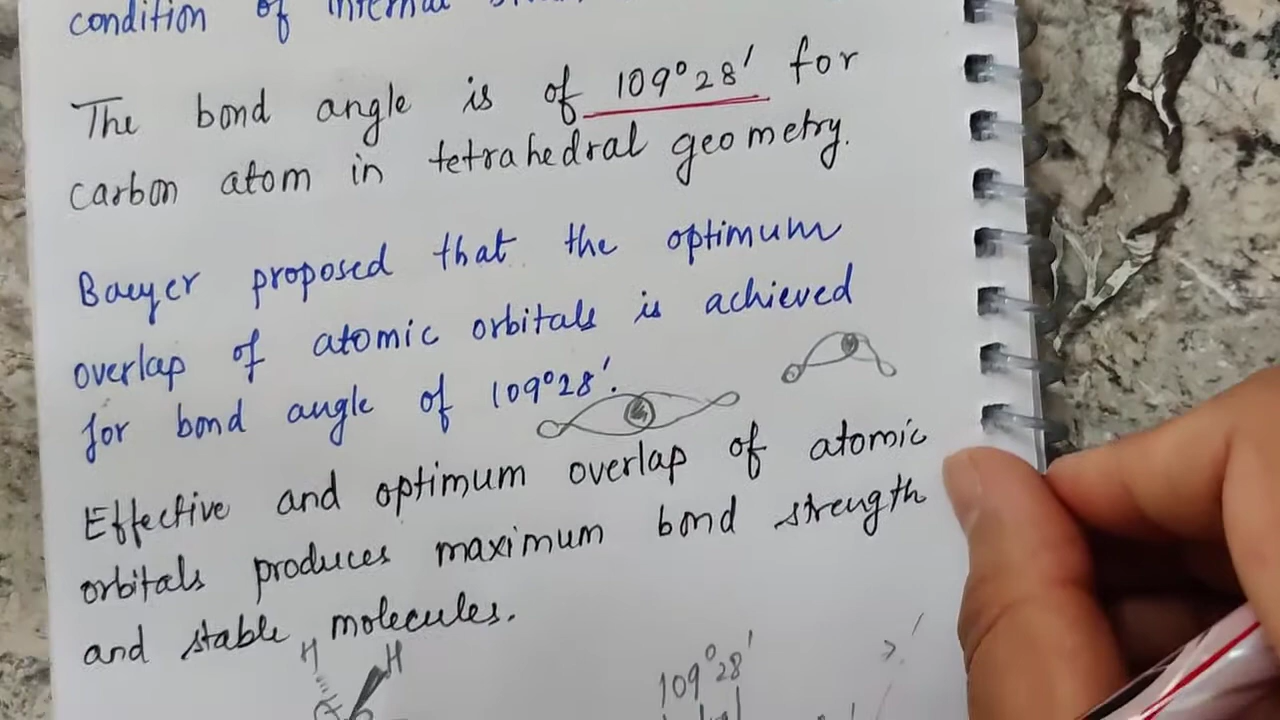 condition of internal
The bond angle is of 109°28' for
carbon atom in tetrahedral geometry.
Baeyer proposed that the optimum
overlap of atomic orbitals is achieved
for bond angle of 109°28'.
Effective and optimum overlap of atomic
orbitals produces maximum bond strength
and stable molecules.
H H
109°28'